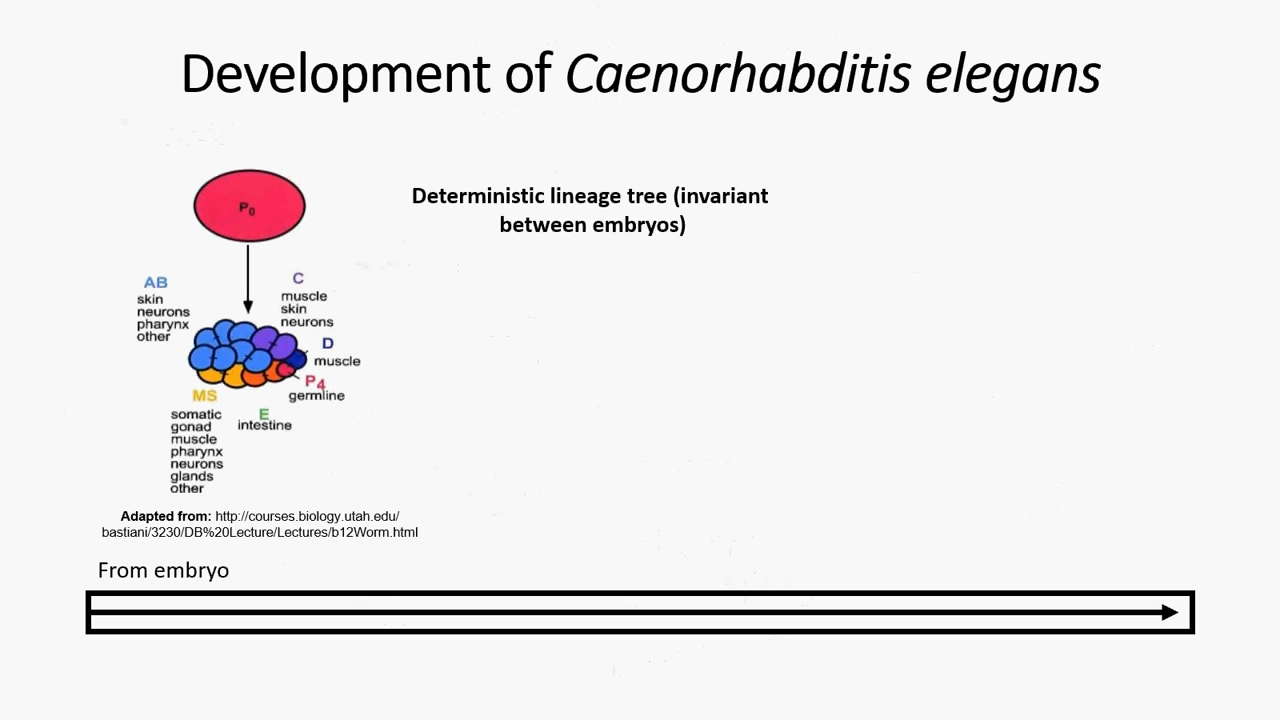 Development of Caenorhabditis elegans
P0
Deterministic lineage tree (invariant
between embryos)
AB
skin
neurons
pharynx
other
C
muscle
skin
neurons
D
muscle
P4
germline
MS
somatic
gonad
muscle
pharynx
neurons
glands
other
E
intestine
Adapted from: http://courses.biology.utah.edu/
bastiani/3230/DB%20Lecture/Lectures/b12Worm.html
From embryo